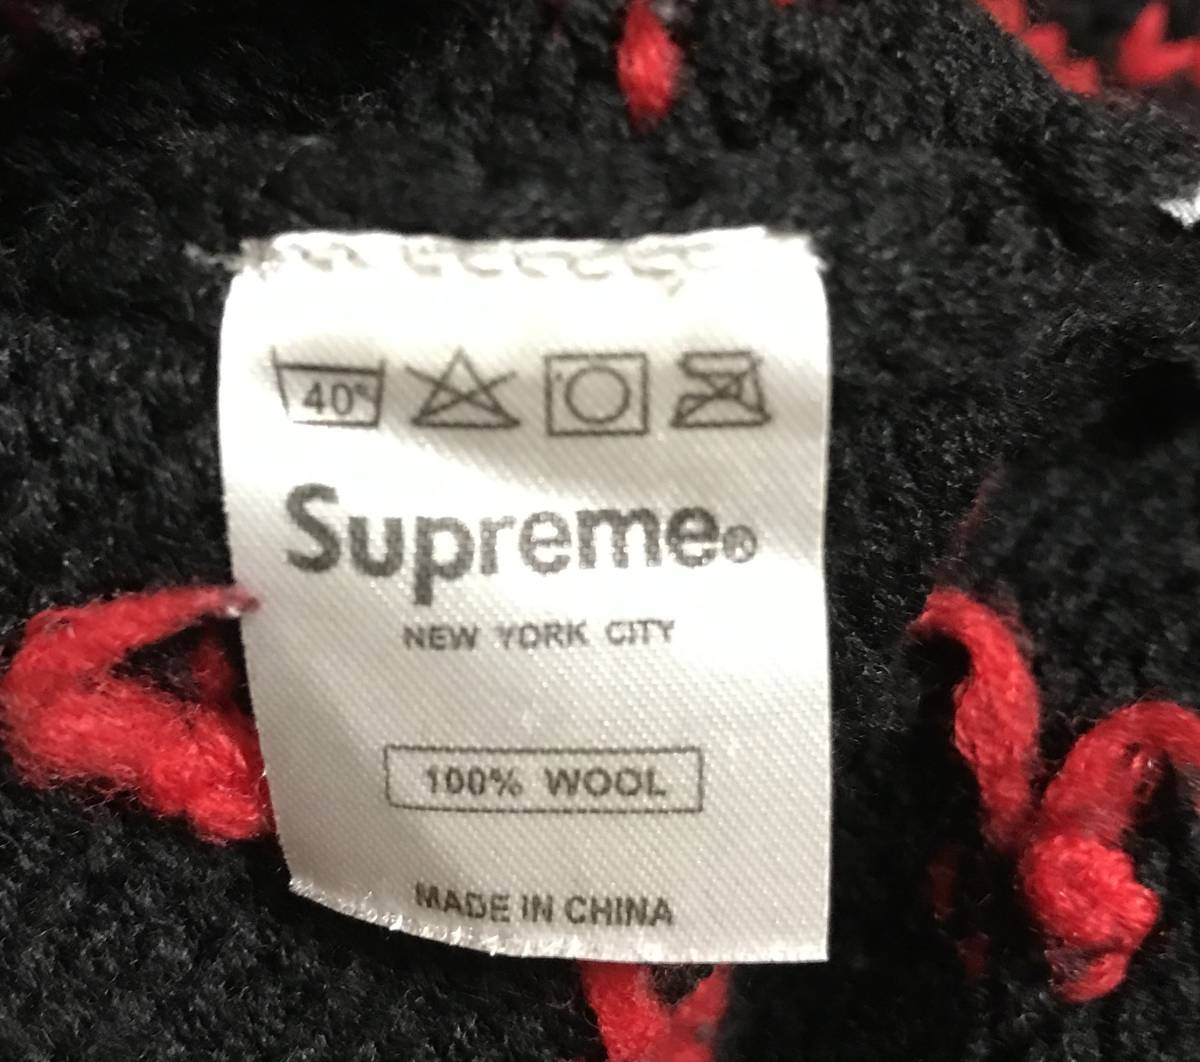 40°
Supreme®
NEW YORK CITY
100% WOOL
MADE IN CHINA